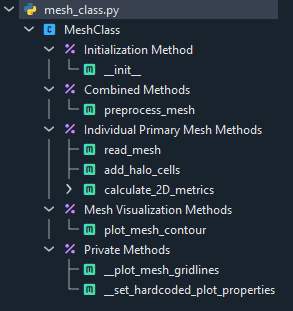 mesh_class.py
MeshClass
Initialization Method
__init__
Combined Methods
preprocess_mesh
Individual Primary Mesh Methods
read_mesh
add_halo_cells
calculate_2D_metrics
Mesh Visualization Methods
plot_mesh_contour
Private Methods
__plot_mesh_gridlines
__set_hardcoded_plot_properties